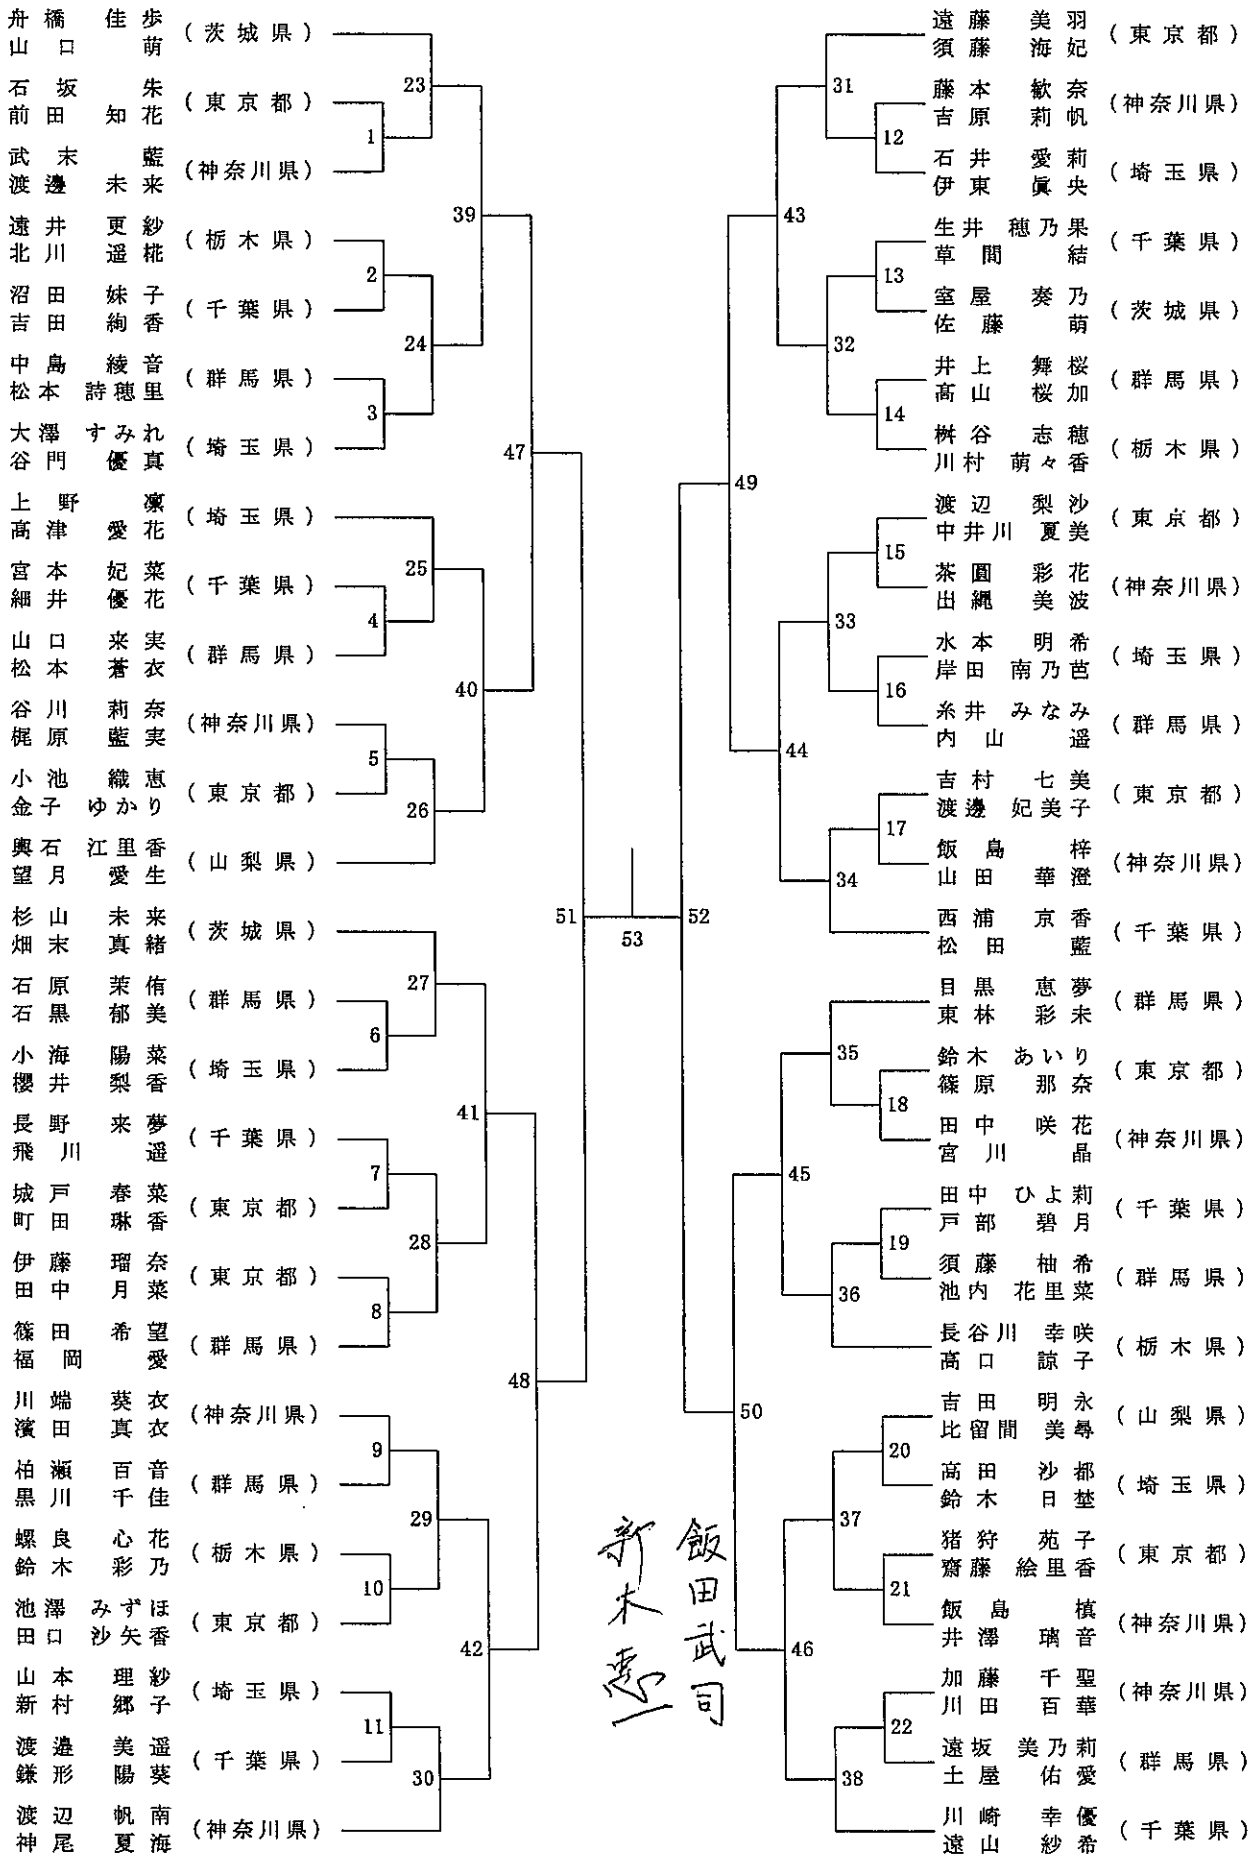 舟橋 佳歩
山口 萌 (茨城県)
石坂 朱
前田 知花 (東京都)
武末 藍
渡邊 未来 (神奈川県)
遠井 更紗
北川 遥椛 (栃木県)
沼田 妹子
吉田 絢香 (千葉県)
中島 綾音
松本 詩穂里 (群馬県)
大澤 すみれ
谷門 優真 (埼玉県)
上野 凜
髙津 愛花 (埼玉県)
宮本 妃菜
細井 優花 (千葉県)
山口 来実
松本 蒼衣 (群馬県)
谷川 莉奈
梶原 藍実 (神奈川県)
小池 織恵
金子 ゆかり (東京都)
輿石 江里香
望月 愛生 (山梨県)
杉山 未来
畑末 真緒 (茨城県)
石原 茉侑
石黒 郁美 (群馬県)
小海 陽菜
櫻井 梨香 (埼玉県)
長野 来夢
飛川 遥 (千葉県)
城戸 春菜
町田 琳香 (東京都)
伊藤 瑠奈
田中 月菜 (東京都)
篠田 希望
福岡 愛 (群馬県)
川端 葵衣
濱田 真衣 (神奈川県)
柏瀬 百音
黒川 千佳 (群馬県)
螺良 心花
鈴木 彩乃 (栃木県)
池澤 みずほ
田口 沙矢香 (東京都)
山本 理紗
新村 郷子 (埼玉県)
渡邉 美遥
鎌形 陽葵 (千葉県)
渡辺 帆南
神尾 夏海 (神奈川県)
1
2
3
4
5
6
7
8
9
10
11
23
24
25
26
27
28
29
30
39
40
41
42
47
48
51
53
52
49
50
43
44
45
46
31
32
33
34
35
36
37
38
12
13
14
15
16
17
18
19
20
21
22
遠藤 美羽
須藤 海妃 (東京都)
藤本 歓奈
吉原 莉帆 (神奈川県)
石井 愛莉
伊東 眞央 (埼玉県)
生井 穂乃果
草間 結 (千葉県)
室屋 奏乃
佐藤 萌 (茨城県)
井上 舞桜
髙山 桜加 (群馬県)
桝谷 志穂
川村 萌々香 (栃木県)
渡辺 梨沙
中井川 夏美 (東京都)
茶圓 彩花
出縄 美波 (神奈川県)
水本 明希
岸田 南乃芭 (埼玉県)
糸井 みなみ
内山 遥 (群馬県)
吉村 七美
渡邊 妃美子 (東京都)
飯島 梓
山田 華澄 (神奈川県)
西浦 京香
松田 藍 (千葉県)
目黒 恵夢
東林 彩未 (群馬県)
鈴木 あいり
篠原 那奈 (東京都)
田中 咲花
宮川 晶 (神奈川県)
田中 ひよ莉
戸部 碧月 (千葉県)
須藤 柚希
池内 花里菜 (群馬県)
長谷川 幸咲
髙口 諒子 (栃木県)
吉田 明永
比留間 美尋 (山梨県)
高田 沙都
鈴木 日埜 (埼玉県)
猪狩 苑子
齋藤 絵里香 (東京都)
飯島 槙
井澤 璃音 (神奈川県)
加藤 千聖
川田 百華 (神奈川県)
遠坂 美乃莉
土屋 佑愛 (群馬県)
川崎 幸優
遠山 紗希 (千葉県)
飯田武司